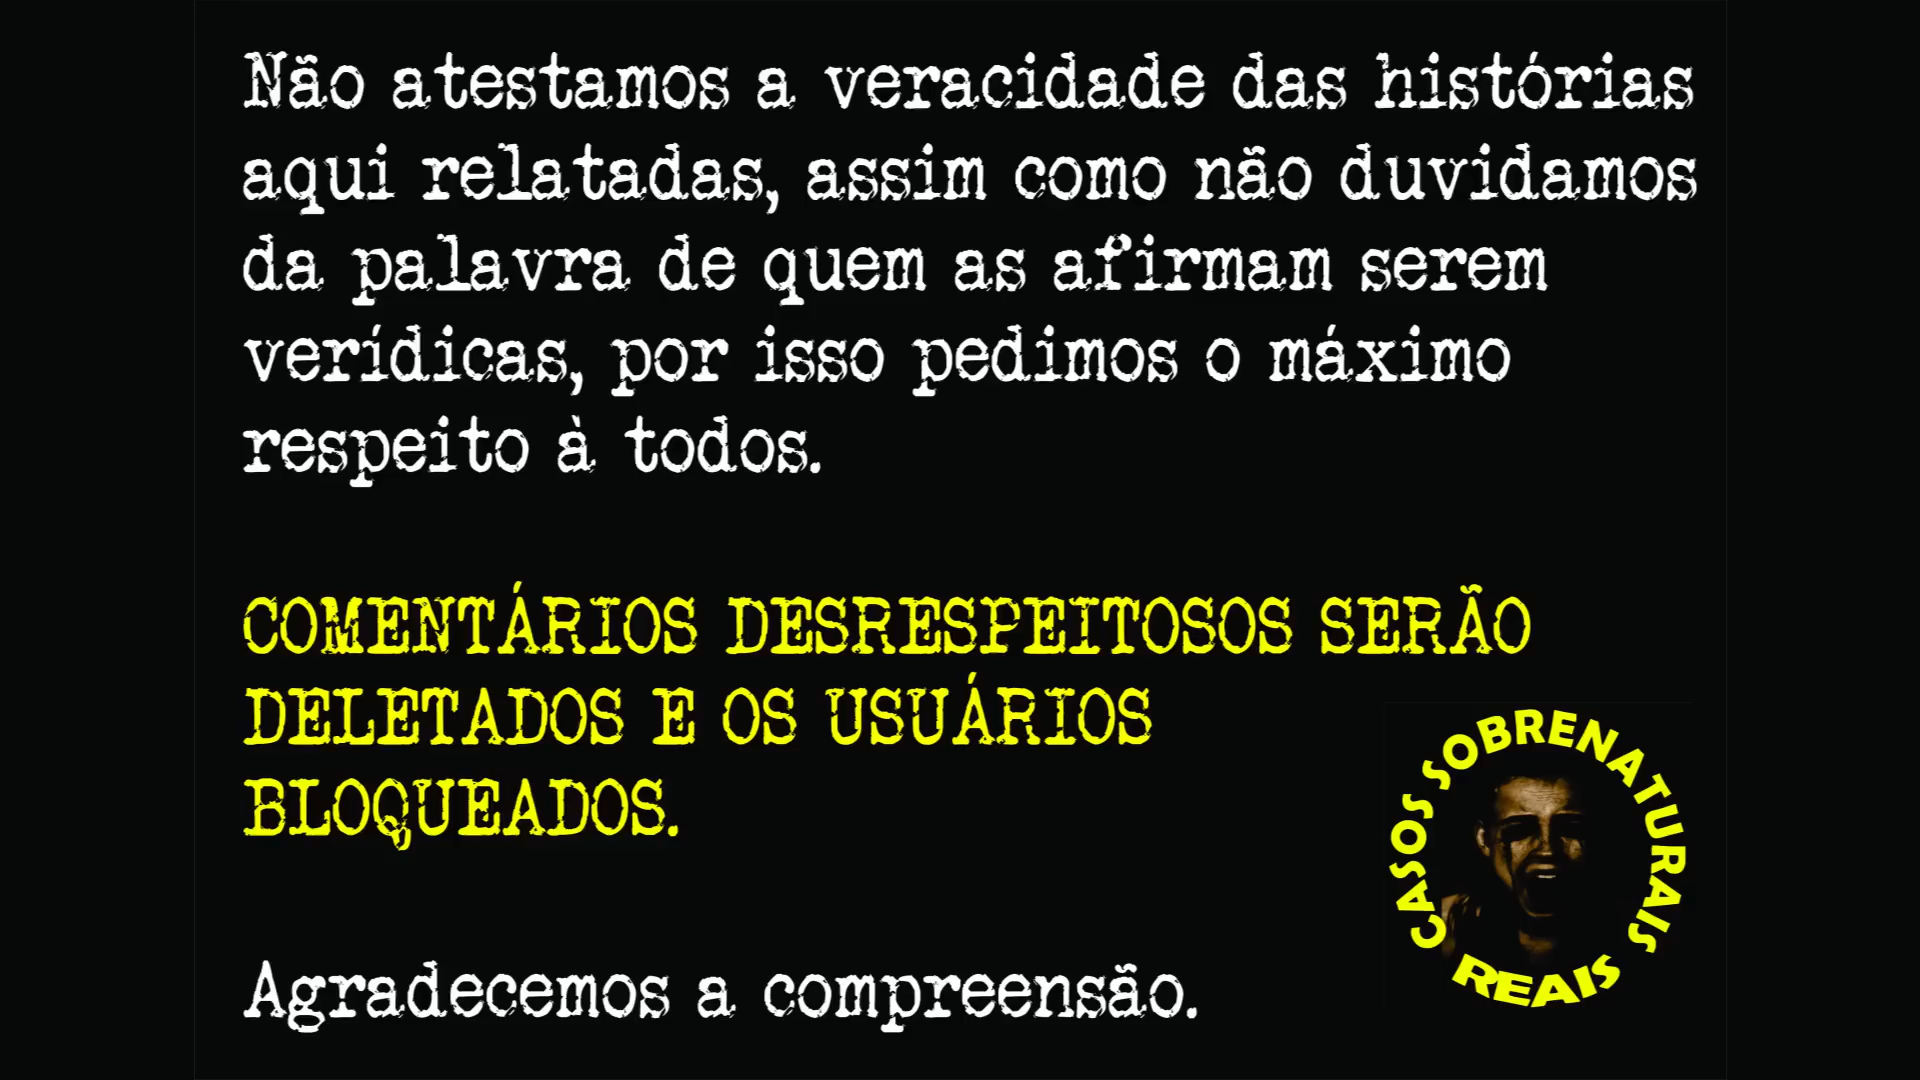 Não atestamos a veracidade das histórias
aqui relatadas, assim como não duvidamos
da palavra de quem as afirmam serem
verídicas, por isso pedimos o máximo
respeito à todos.
COMENTÁRIOS DESRESPEITOSOS SERÃO
DELETADOS E OS USUÁRIOS
BLOQUEADOS.
Agradecemos a compreensão.
CASOS SOBRENATURAIS
REAIS